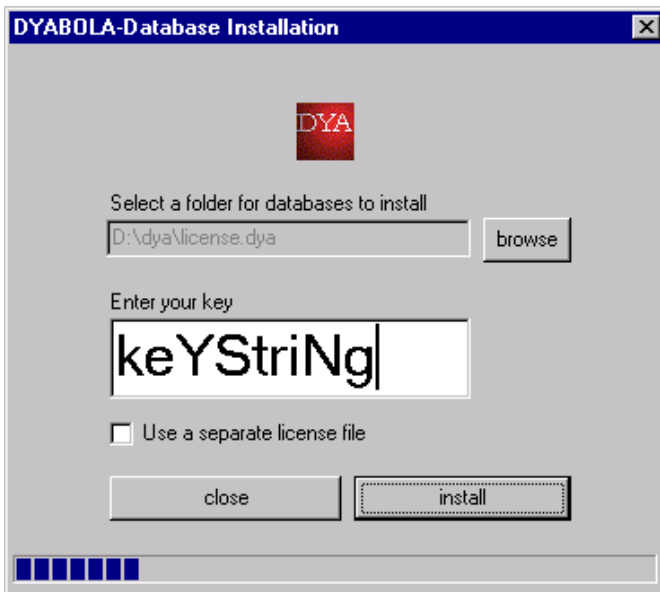 DYABOLA-Database Installation
DYA
Select a folder for databases to install
D:\dya\license.dya
browse
Enter your key
keYStriNg
Use a separate license file
close
install